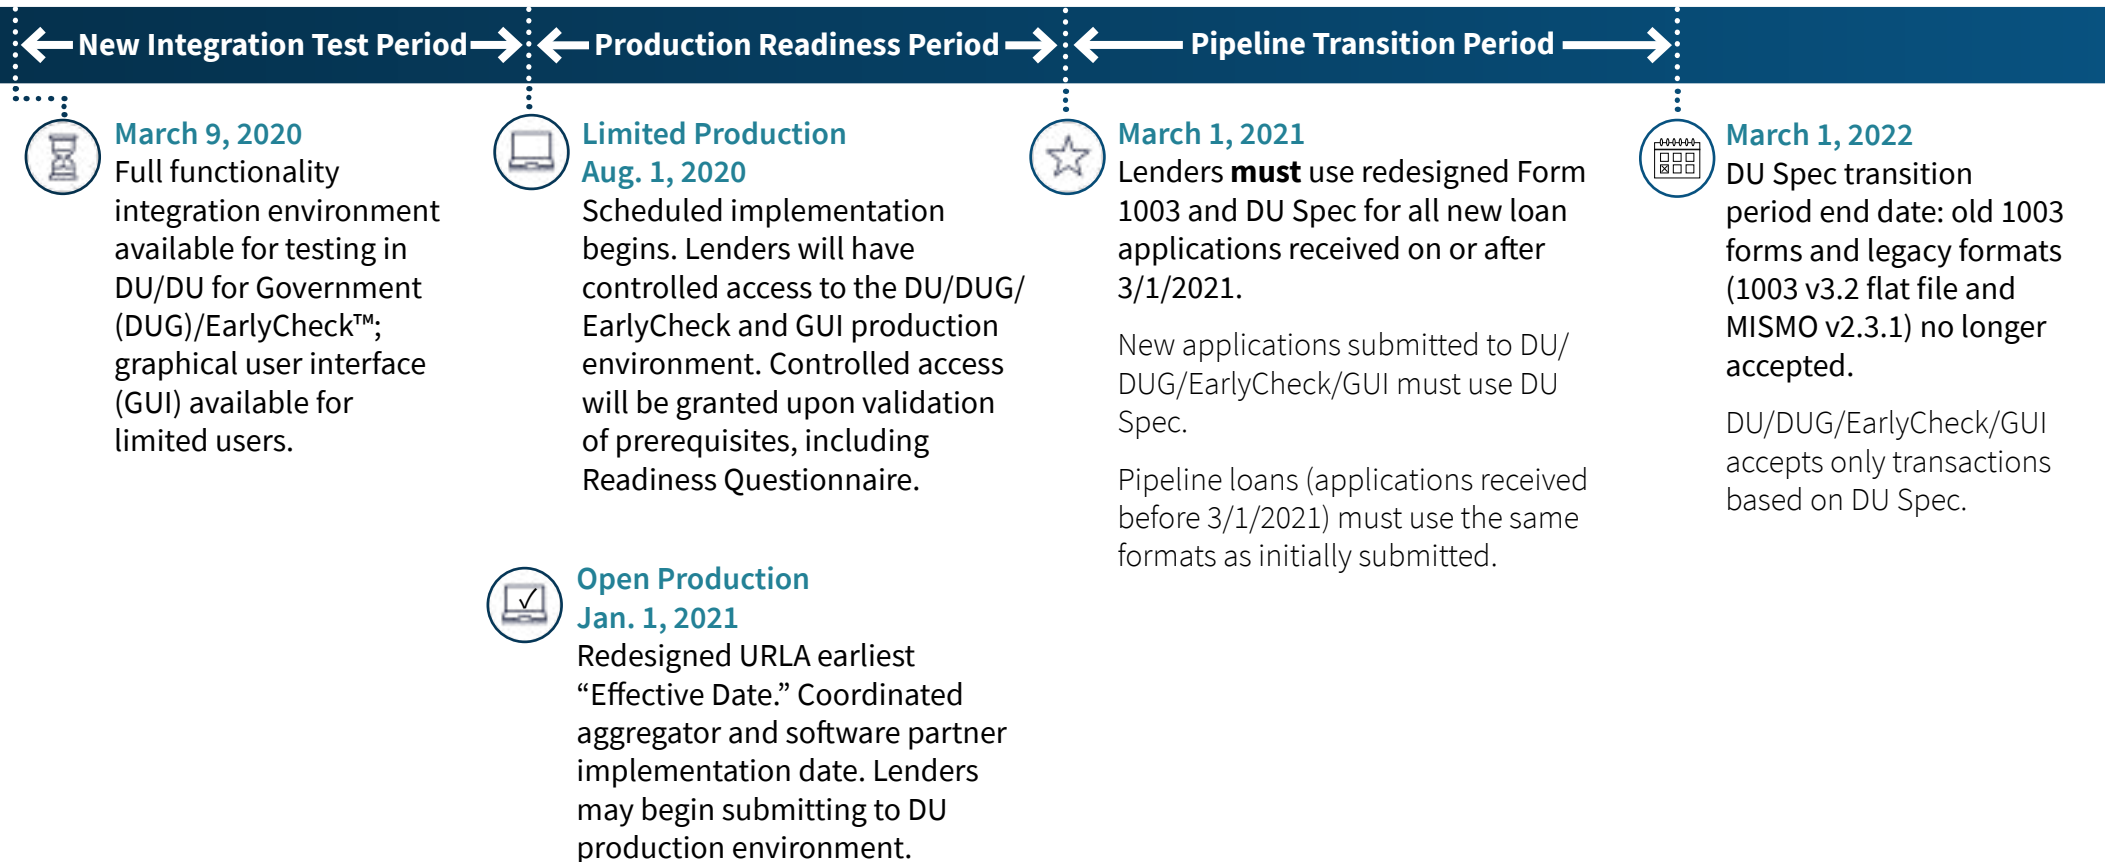 New Integration Test Period
Production Readiness Period
Pipeline Transition Period
March 9, 2020
Full functionality
integration environment
available for testing in
DU/DU for Government
(DUG)/EarlyCheck™;
graphical user interface
(GUI) available for
limited users.
Limited Production
Aug. 1, 2020
Scheduled implementation
begins. Lenders will have
controlled access to the DU/DUG/
EarlyCheck and GUI production
environment. Controlled access
will be granted upon validation
of prerequisites, including
Readiness Questionnaire.
Open Production
Jan. 1, 2021
Redesigned URLA earliest
“Effective Date.” Coordinated
aggregator and software partner
implementation date. Lenders
may begin submitting to DU
production environment.
March 1, 2021
Lenders must use redesigned Form
1003 and DU Spec for all new loan
applications received on or after
3/1/2021.
New applications submitted to DU/
DUG/EarlyCheck/GUI must use DU
Spec.
Pipeline loans (applications received
before 3/1/2021) must use the same
formats as initially submitted.
March 1, 2022
DU Spec transition
period end date: old 1003
forms and legacy formats
(1003 v3.2 flat file and
MISMO v2.3.1) no longer
accepted.
DU/DUG/EarlyCheck/GUI
accepts only transactions
based on DU Spec.